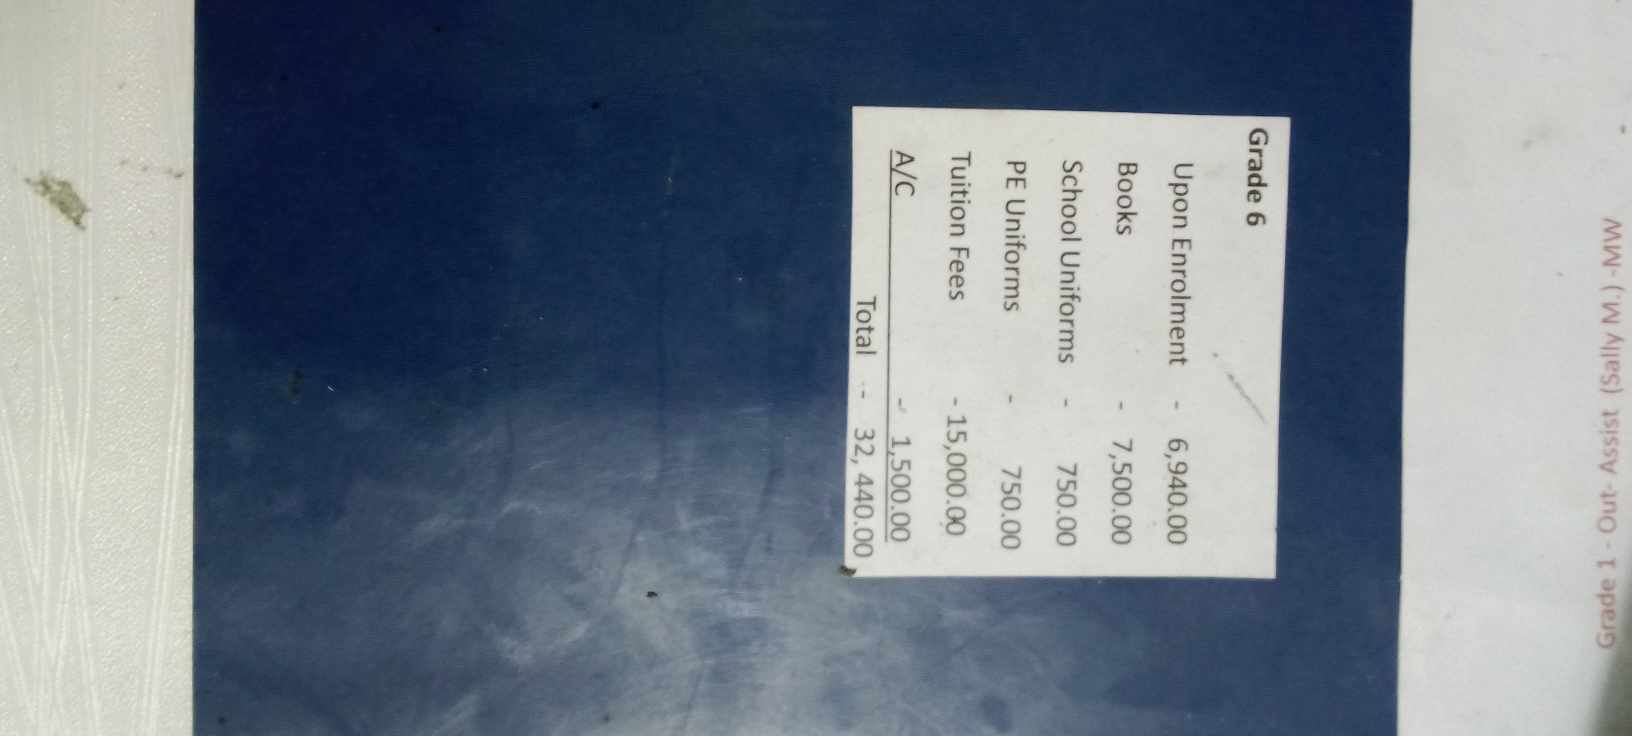 Grade 6
Upon Enrolment - 6,940.00
Books - 7,500.00
School Uniforms - 750.00
PE Uniforms - 750.00
Tuition Fees - 15,000.00
A/C - 1,500.00
Total - 32, 440.00
Grade 1 - Out- Assist (Sally M.) -MW